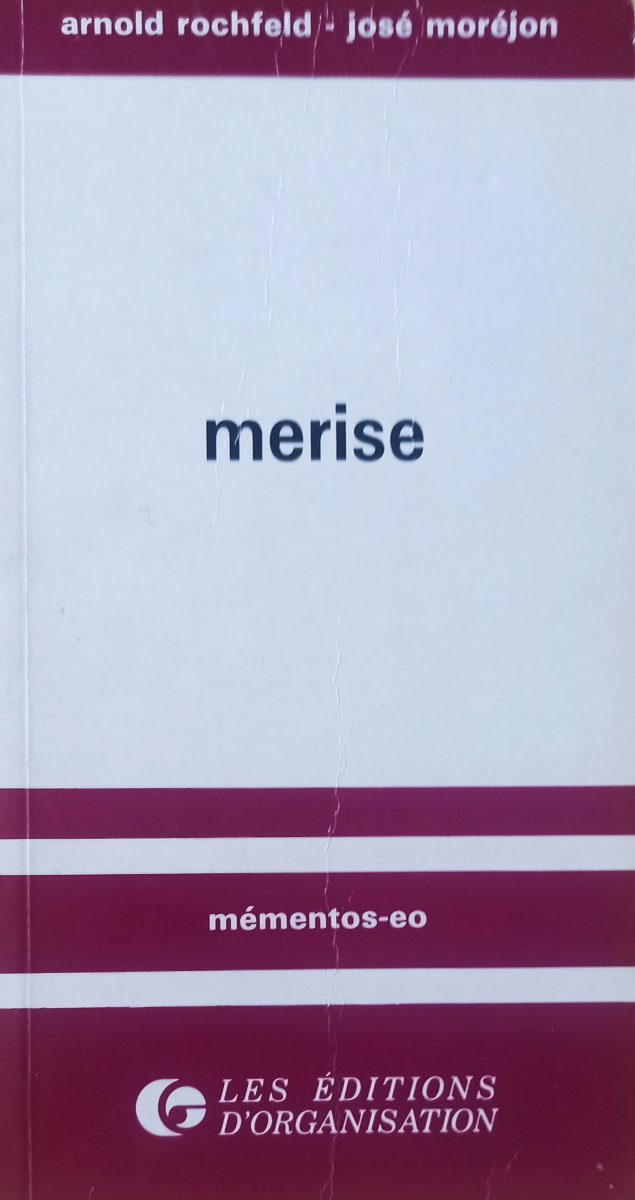 arnold rochfeld - josé moréjon
merise
mémentos-eo
LES ÉDITIONS
D'ORGANISATION